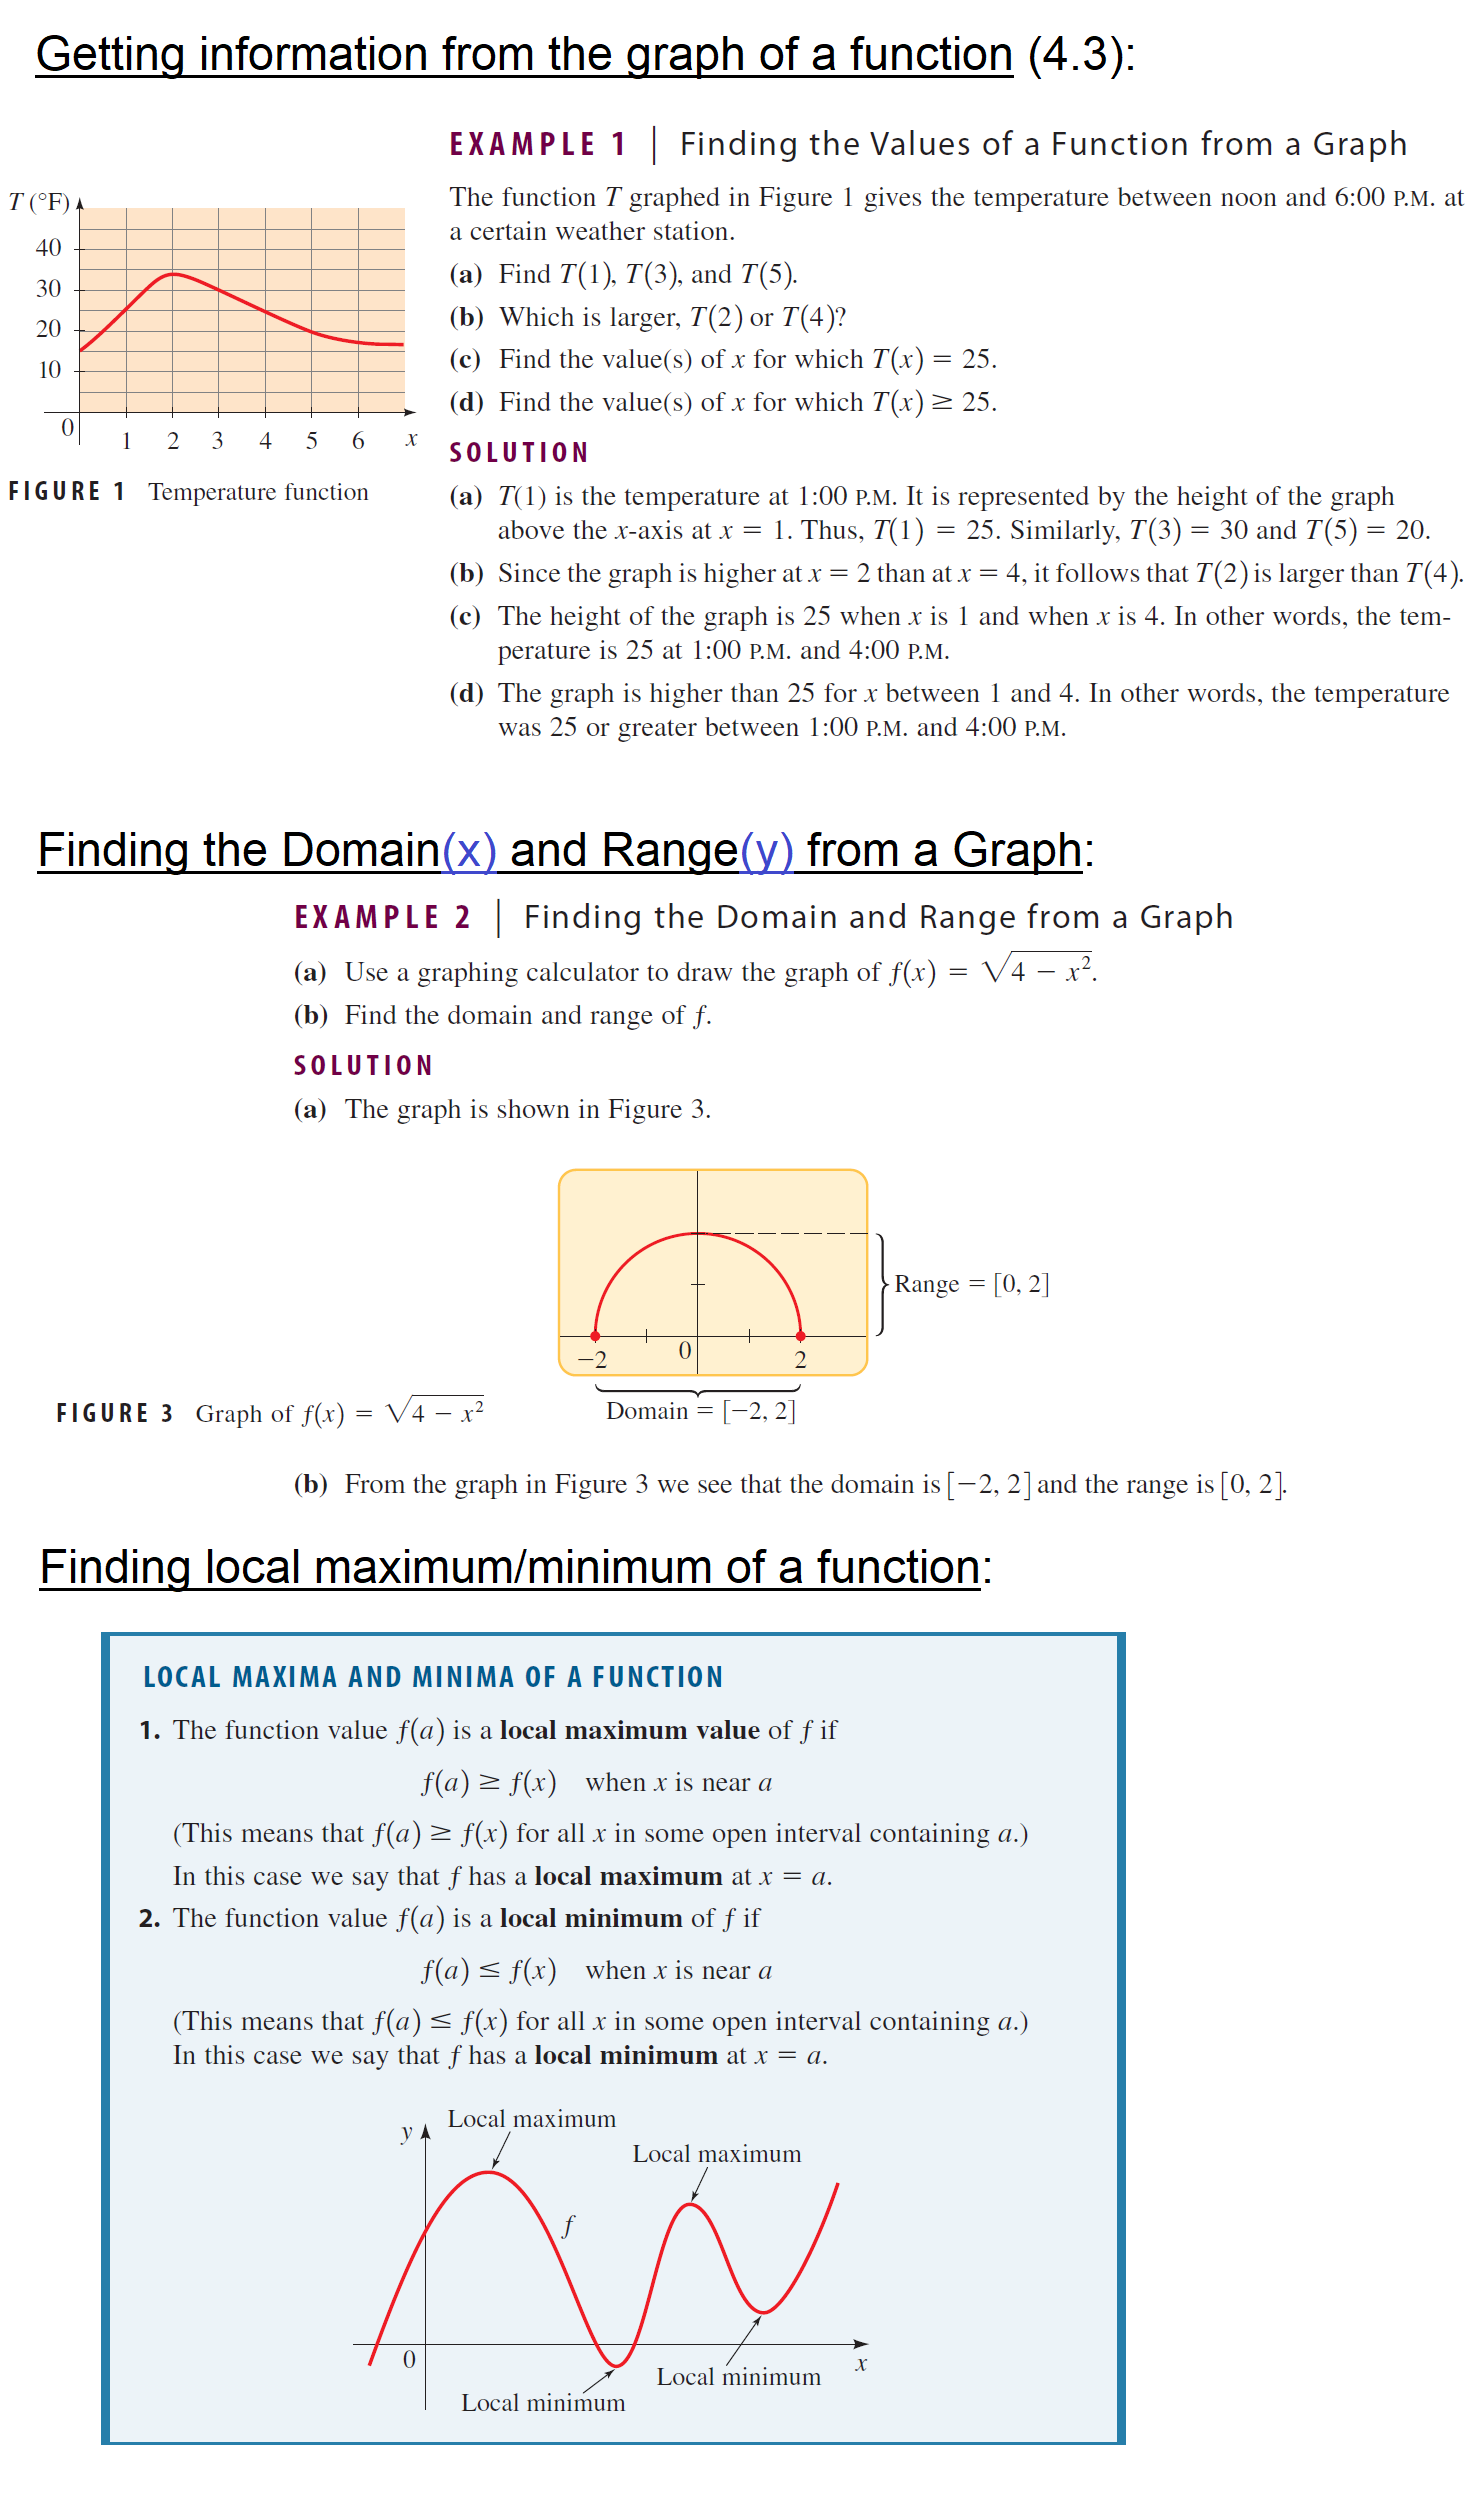 Getting information from the graph of a function (4.3):
EXAMPLE 1 | Finding the Values of a Function from a Graph
The function T graphed in Figure 1 gives the temperature between noon and 6:00 P.M. at
a certain weather station.
(a) Find T(1), T(3), and T(5).
(b) Which is larger, T(2) or T(4)?
(c) Find the value(s) of x for which T(x) = 25.
(d) Find the value(s) of x for which T(x) ≥ 25.
T (°F)
40
30
20
10
0
1 2 3 4 5 6 x
FIGURE 1 Temperature function
SOLUTION
(a) T(1) is the temperature at 1:00 P.M. It is represented by the height of the graph
above the x-axis at x = 1. Thus, T(1) = 25. Similarly, T(3) = 30 and T(5) = 20.
(b) Since the graph is higher at x = 2 than at x = 4, it follows that T(2) is larger than T(4).
(c) The height of the graph is 25 when x is 1 and when x is 4. In other words, the tem-
perature is 25 at 1:00 P.M. and 4:00 P.M.
(d) The graph is higher than 25 for x between 1 and 4. In other words, the temperature
was 25 or greater between 1:00 P.M. and 4:00 P.M.
Finding the Domain(x) and Range(y) from a Graph:
EXAMPLE 2 | Finding the Domain and Range from a Graph
(a) Use a graphing calculator to draw the graph of f(x) = √4 − x².
(b) Find the domain and range of f.
SOLUTION
(a) The graph is shown in Figure 3.
Range = [0, 2]
−2 0 2
Domain = [−2, 2]
FIGURE 3 Graph of f(x) = √4 − x²
(b) From the graph in Figure 3 we see that the domain is [−2, 2] and the range is [0, 2].
Finding local maximum/minimum of a function:
LOCAL MAXIMA AND MINIMA OF A FUNCTION
1. The function value f(a) is a local maximum value of f if
f(a) ≥ f(x) when x is near a
(This means that f(a) ≥ f(x) for all x in some open interval containing a.)
In this case we say that f has a local maximum at x = a.
2. The function value f(a) is a local minimum of f if
f(a) ≤ f(x) when x is near a
(This means that f(a) ≤ f(x) for all x in some open interval containing a.)
In this case we say that f has a local minimum at x = a.
y
Local maximum
Local maximum
f
0
x
Local minimum
Local minimum